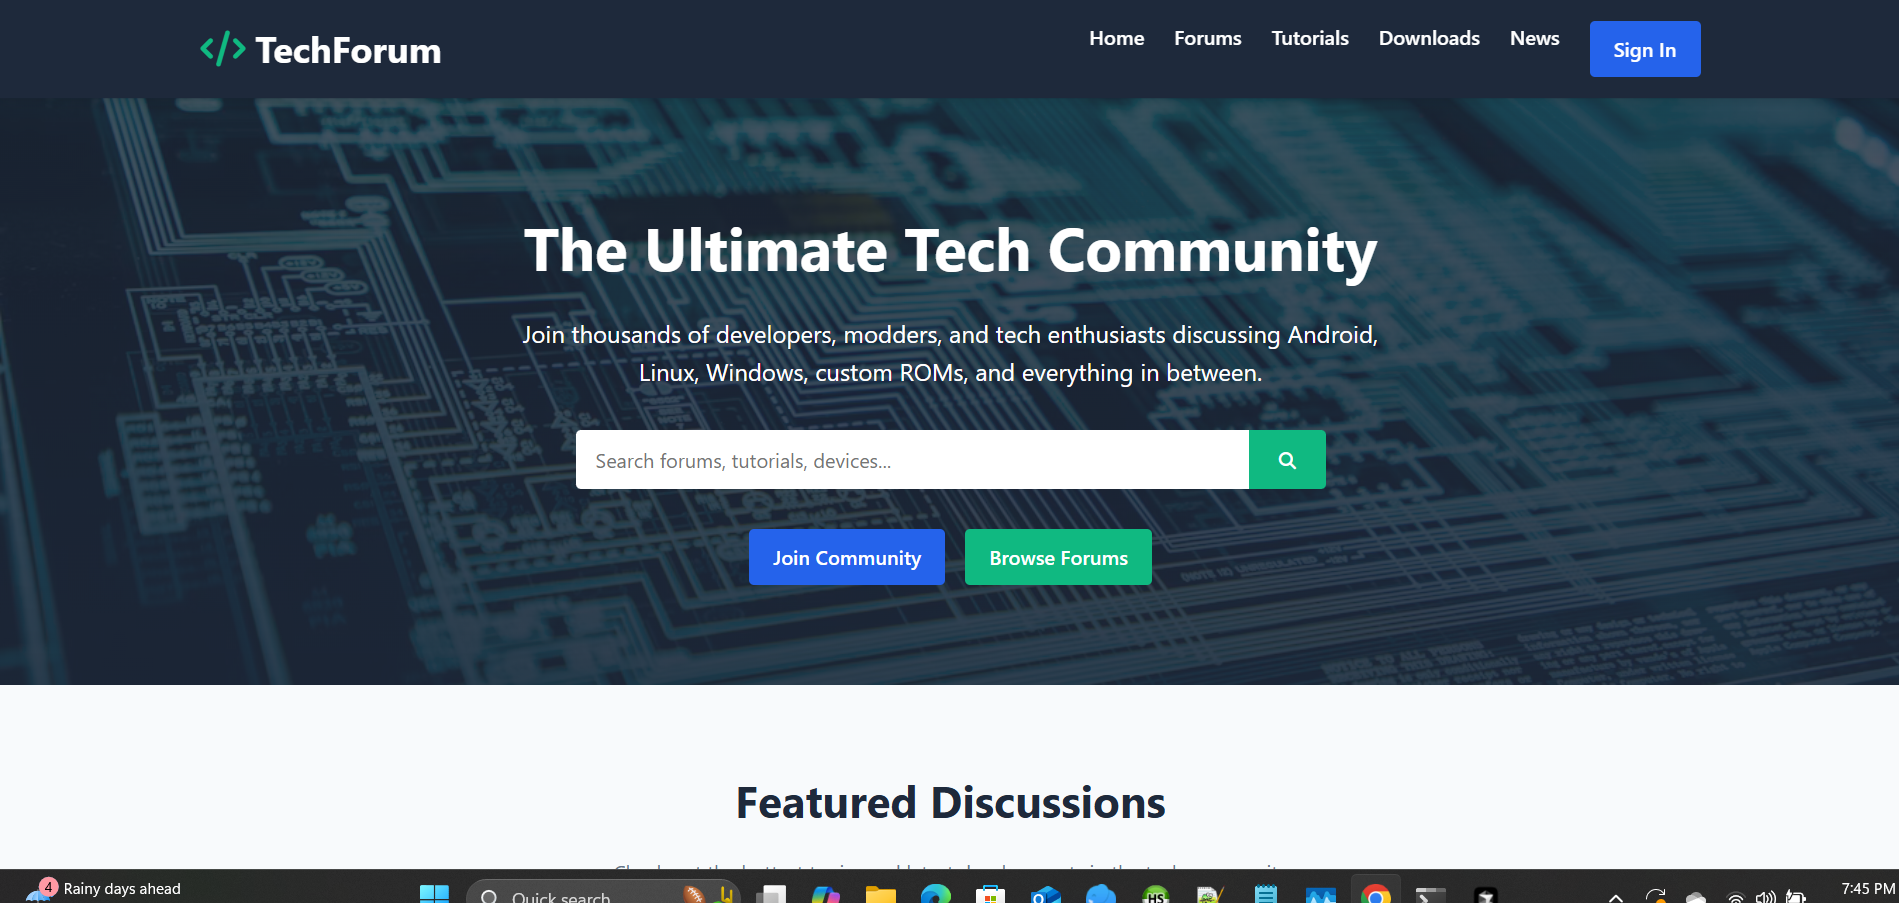 TechForum
Home
Forums
Tutorials
Downloads
News
Sign In
The Ultimate Tech Community
Join thousands of developers, modders, and tech enthusiasts discussing Android,
Linux, Windows, custom ROMs, and everything in between.
Search forums, tutorials, devices...
Join Community
Browse Forums
Featured Discussions
4
Rainy days ahead
Quick search
HS
7:45 PM